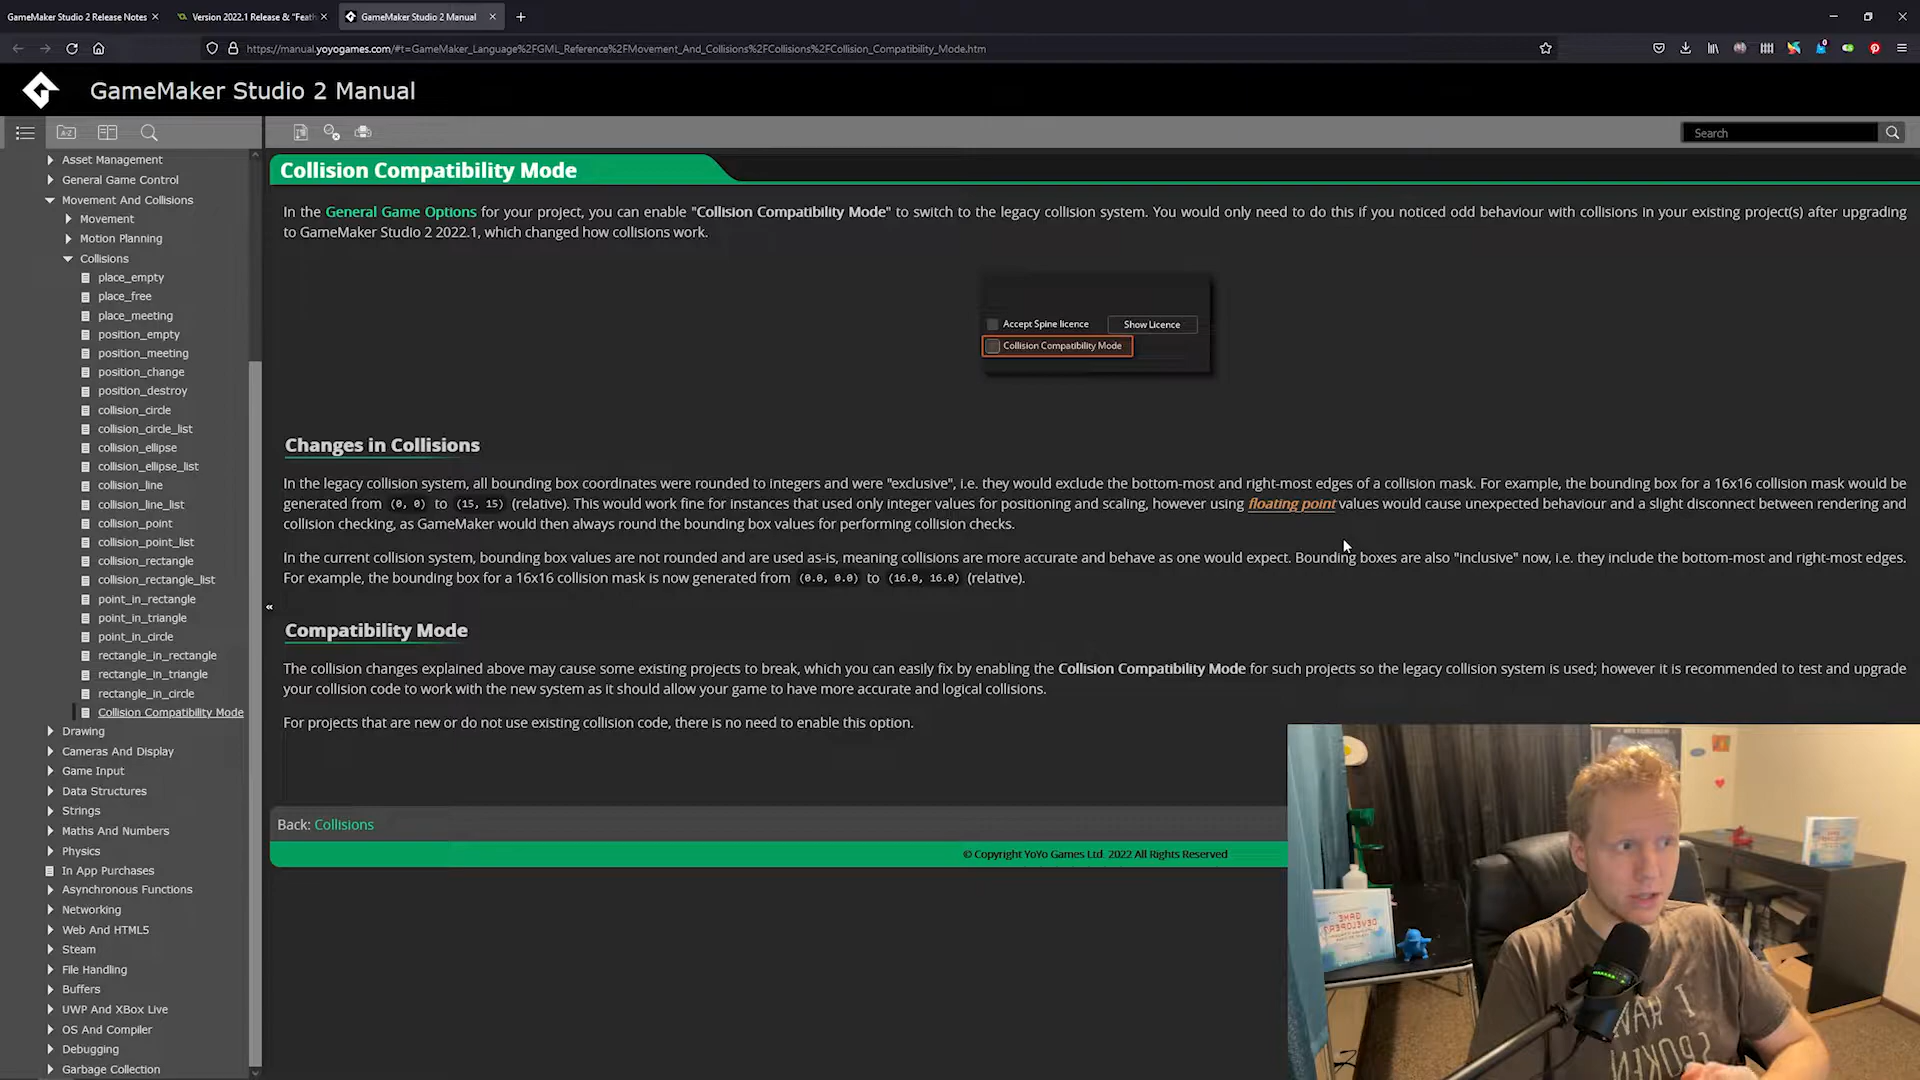 GameMaker Studio 2 Release Notes
Version 2022.1 Release & "Feat
GameMaker Studio 2 Manual
https://manual.yoyogames.com/#t=GameMaker_Language%2FGML_Reference%2FMovement_And_Collisions%2FCollisions%2FCollision_Compatibility_Mode.htm
GameMaker Studio 2 Manual
A-Z
Search
Asset Management
General Game Control
Movement And Collisions
Movement
Motion Planning
Collisions
place_empty
place_free
place_meeting
position_empty
position_meeting
position_change
position_destroy
collision_circle
collision_circle_list
collision_ellipse
collision_ellipse_list
collision_line
collision_line_list
collision_point
collision_point_list
collision_rectangle
collision_rectangle_list
point_in_rectangle
point_in_triangle
point_in_circle
rectangle_in_rectangle
rectangle_in_triangle
rectangle_in_circle
Collision Compatibility Mode
Drawing
Cameras And Display
Game Input
Data Structures
Strings
Maths And Numbers
Physics
In App Purchases
Asynchronous Functions
Networking
Web And HTML5
Steam
File Handling
Buffers
UWP And XBox Live
OS And Compiler
Debugging
Garbage Collection
Collision Compatibility Mode
In the General Game Options for your project, you can enable "Collision Compatibility Mode" to switch to the legacy collision system. You would only need to do this if you noticed odd behaviour with collisions in your existing project(s) after upgrading
to GameMaker Studio 2 2022.1, which changed how collisions work.
Accept Spine licence Show Licence
Collision Compatibility Mode
Changes in Collisions
In the legacy collision system, all bounding box coordinates were rounded to integers and were "exclusive", i.e. they would exclude the bottom-most and right-most edges of a collision mask. For example, the bounding box for a 16x16 collision mask would be
generated from (0, 0) to (15, 15) (relative). This would work fine for instances that used only integer values for positioning and scaling, however using floating point values would cause unexpected behaviour and a slight disconnect between rendering and
collision checking, as GameMaker would then always round the bounding box values for performing collision checks.
In the current collision system, bounding box values are not rounded and are used as-is, meaning collisions are more accurate and behave as one would expect. Bounding boxes are also "inclusive" now, i.e. they include the bottom-most and right-most edges.
For example, the bounding box for a 16x16 collision mask is now generated from (0.0, 0.0) to (16.0, 16.0) (relative).
Compatibility Mode
The collision changes explained above may cause some existing projects to break, which you can easily fix by enabling the Collision Compatibility Mode for such projects so the legacy collision system is used; however it is recommended to test and upgrade
your collision code to work with the new system as it should allow your game to have more accurate and logical collisions.
For projects that are new or do not use existing collision code, there is no need to enable this option.
Back: Collisions
© Copyright YoYo Games Ltd. 2022 All Rights Reserved
GAME
DEVELOPER?
I HAV
SPOKEN